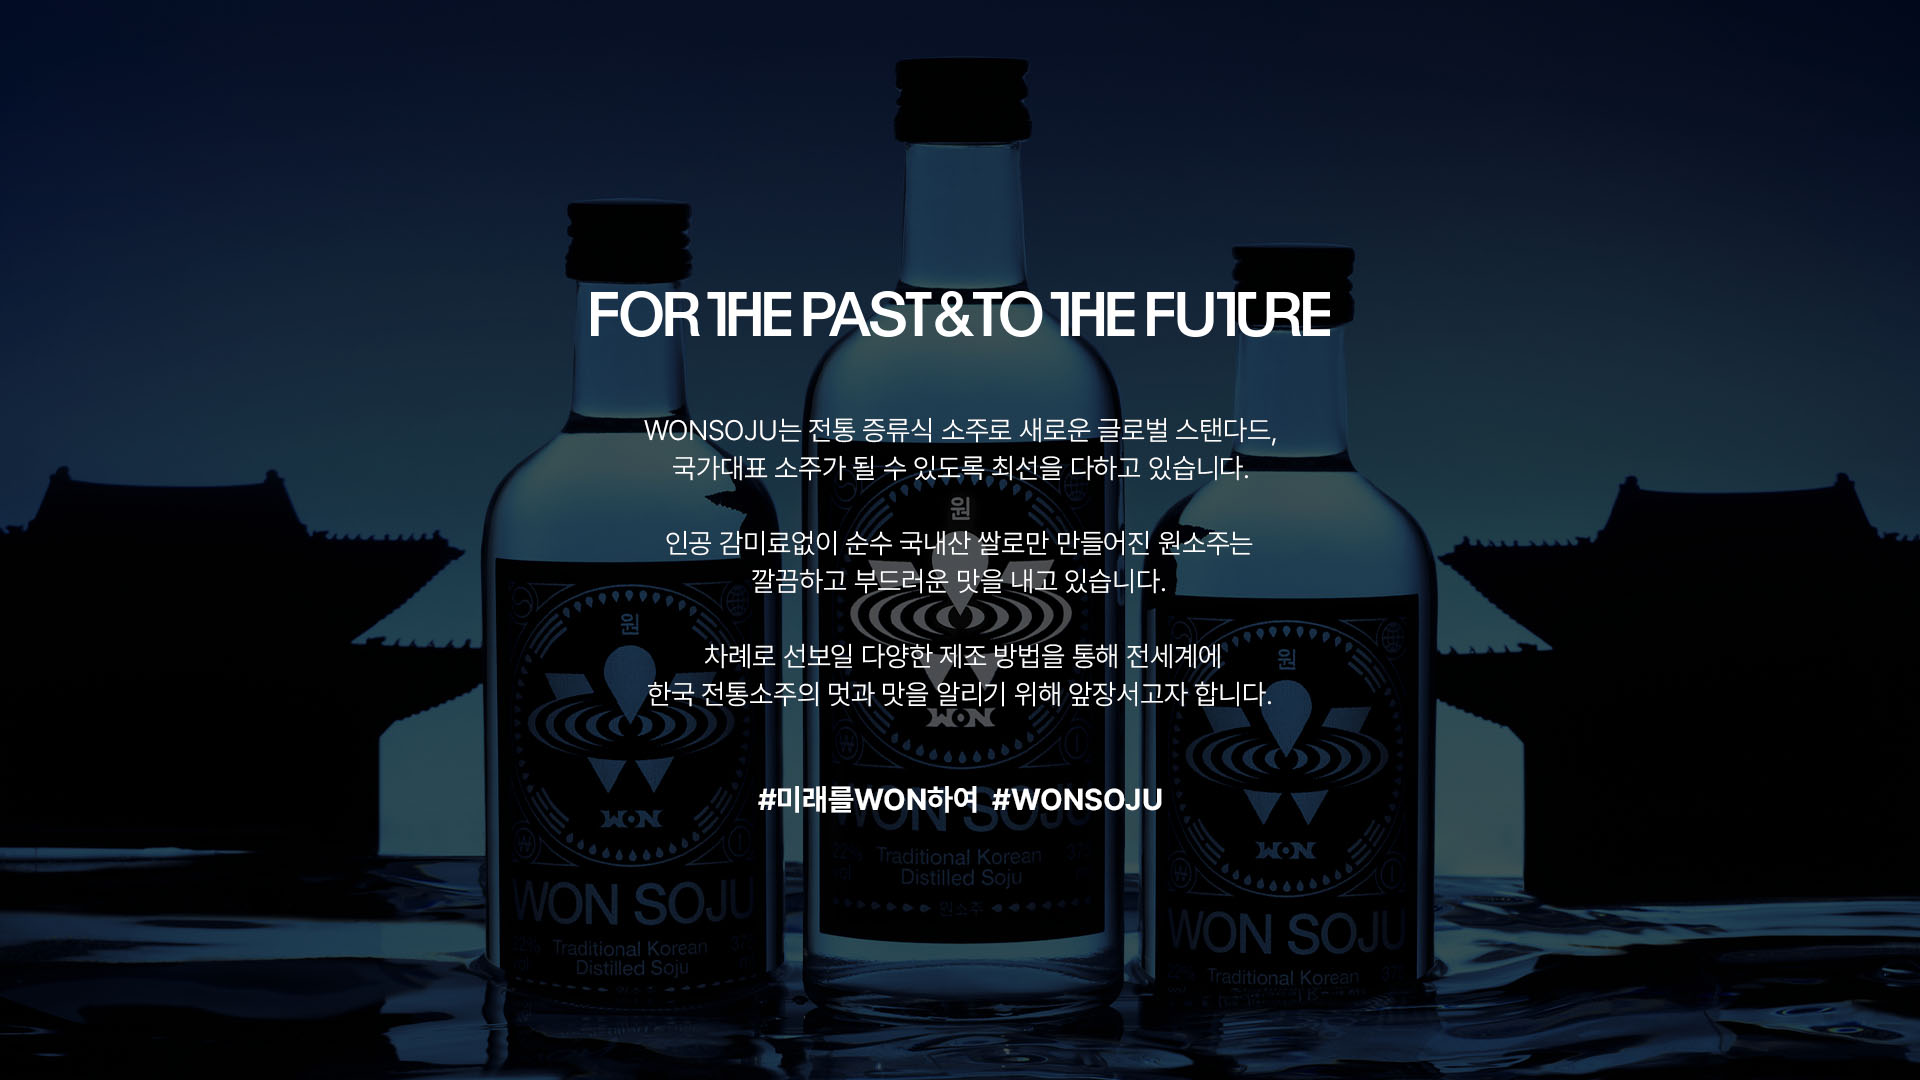 FOR THE PAST & TO THE FUTURE
WONSOJU는 전통 증류식 소주로 새로운 글로벌 스탠다드,
국가대표 소주가 될 수 있도록 최선을 다하고 있습니다.
인공 감미료없이 순수 국내산 쌀로만 만들어진 원소주는
깔끔하고 부드러운 맛을 내고 있습니다.
차례로 선보일 다양한 제조 방법을 통해 전세계에
한국 전통소주의 멋과 맛을 알리기 위해 앞장서고자 합니다.
#미래를WON하여 #WONSOJU
원
WON
WON SOJU
Traditional Korean
Distilled Soju
원
WON
WON SOJU
22%
Traditional Korean
Distilled Soju
원소주
원
WON
WON SOJU
Traditional Korean